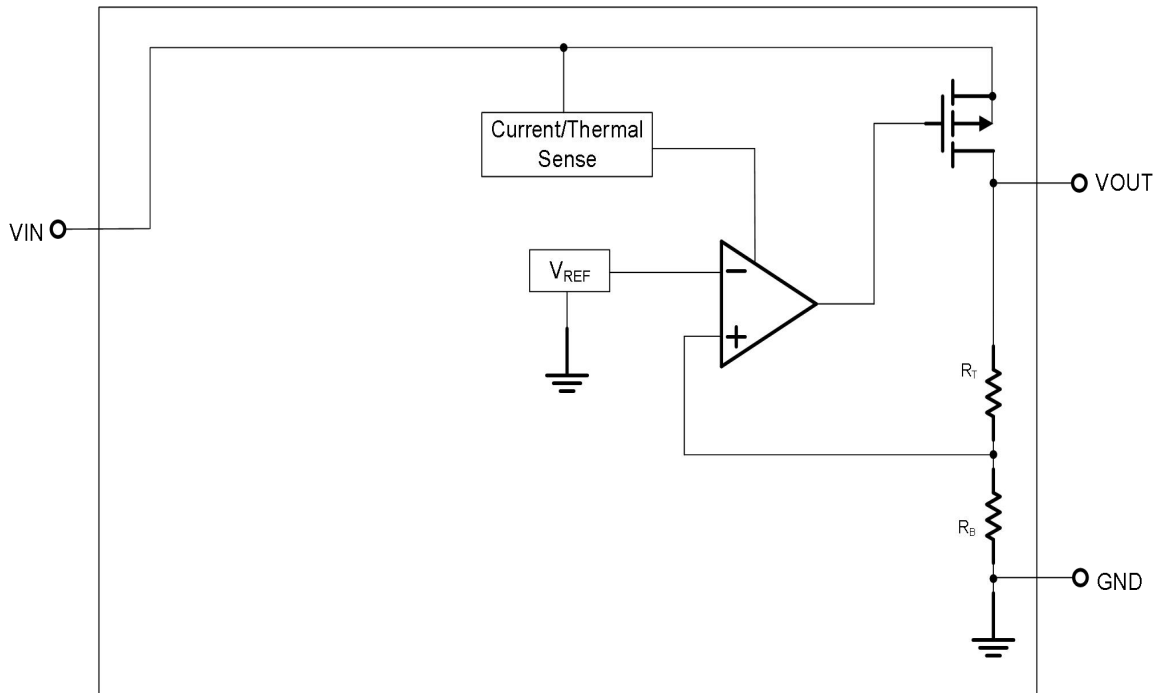 Current/Thermal
Sense
VOUT
VIN
VREF
−
+
RT
RB
GND